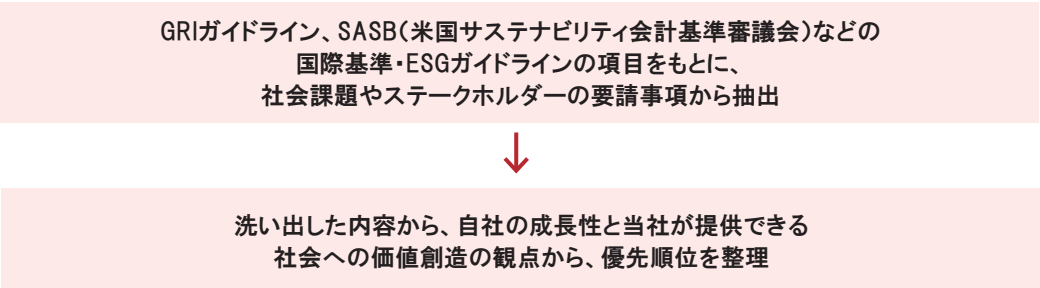 GRIガイドライン、SASB（米国サステナビリティ会計基準審議会）などの
国際基準・ESGガイドラインの項目をもとに、
社会課題やステークホルダーの要請事項から抽出
↓
洗い出した内容から、自社の成長性と当社が提供できる
社会への価値創造の観点から、優先順位を整理